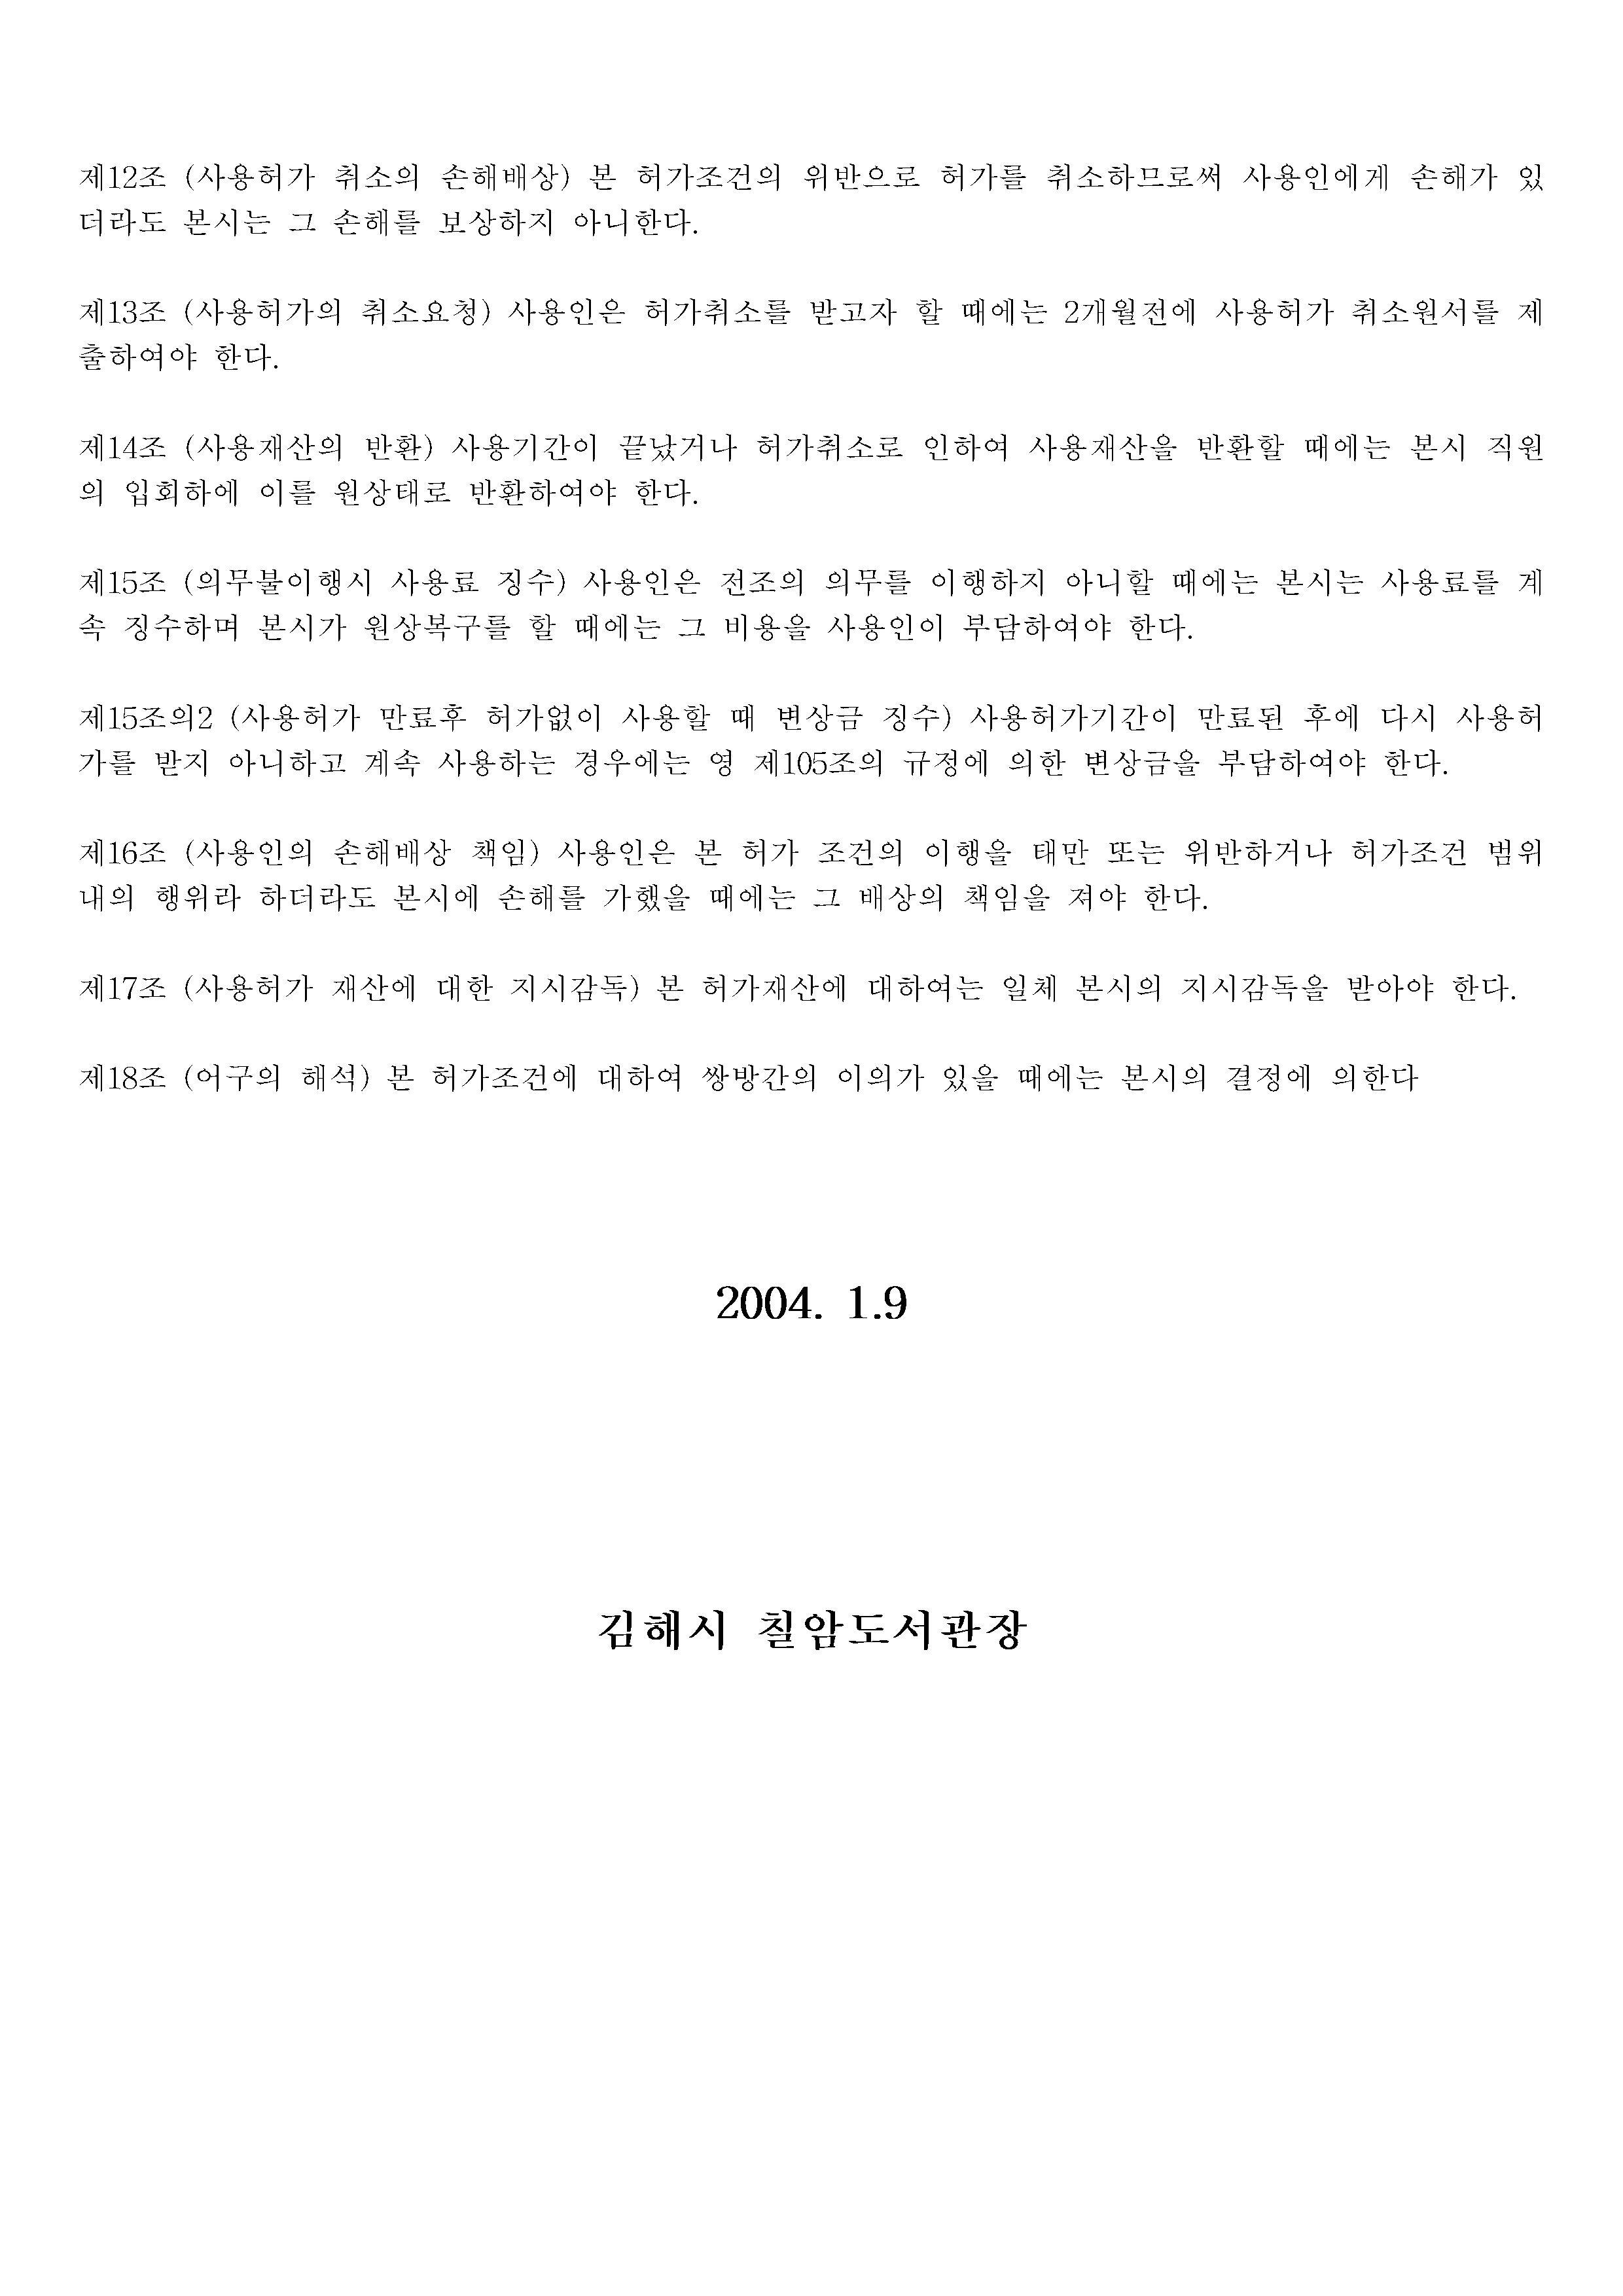 제12조 (사용허가 취소의 손해배상) 본 허가조건의 위반으로 허가를 취소하므로써 사용인에게 손해가 있
더라도 본시는 그 손해를 보상하지 아니한다.
제13조 (사용허가의 취소요청) 사용인은 허가취소를 받고자 할 때에는 2개월전에 사용허가 취소원서를 제
출하여야 한다.
제14조 (사용재산의 반환) 사용기간이 끝났거나 허가취소로 인하여 사용재산을 반환할 때에는 본시 직원
의 입회하에 이를 원상태로 반환하여야 한다.
제15조 (의무불이행시 사용료 징수) 사용인은 전조의 의무를 이행하지 아니할 때에는 본시는 사용료를 계
속 징수하며 본시가 원상복구를 할 때에는 그 비용을 사용인이 부담하여야 한다.
제15조의2 (사용허가 만료후 허가없이 사용할 때 변상금 징수) 사용허가기간이 만료된 후에 다시 사용허
가를 받지 아니하고 계속 사용하는 경우에는 영 제105조의 규정에 의한 변상금을 부담하여야 한다.
제16조 (사용인의 손해배상 책임) 사용인은 본 허가 조건의 이행을 태만 또는 위반하거나 허가조건 범위
내의 행위라 하더라도 본시에 손해를 가했을 때에는 그 배상의 책임을 져야 한다.
제17조 (사용허가 재산에 대한 지시감독) 본 허가재산에 대하여는 일체 본시의 지시감독을 받아야 한다.
제18조 (어구의 해석) 본 허가조건에 대하여 쌍방간의 이의가 있을 때에는 본시의 결정에 의한다
2004. 1.9
김해시 칠암도서관장